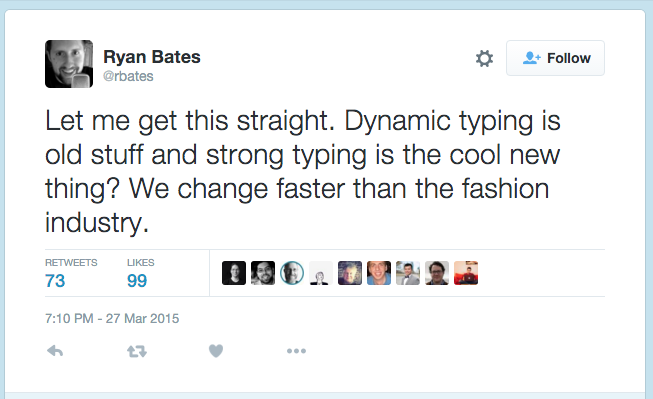 Ryan Bates
@rbates
Follow
Let me get this straight. Dynamic typing is
old stuff and strong typing is the cool new
thing? We change faster than the fashion
industry.
RETWEETS
73
LIKES
99
7:10 PM - 27 Mar 2015